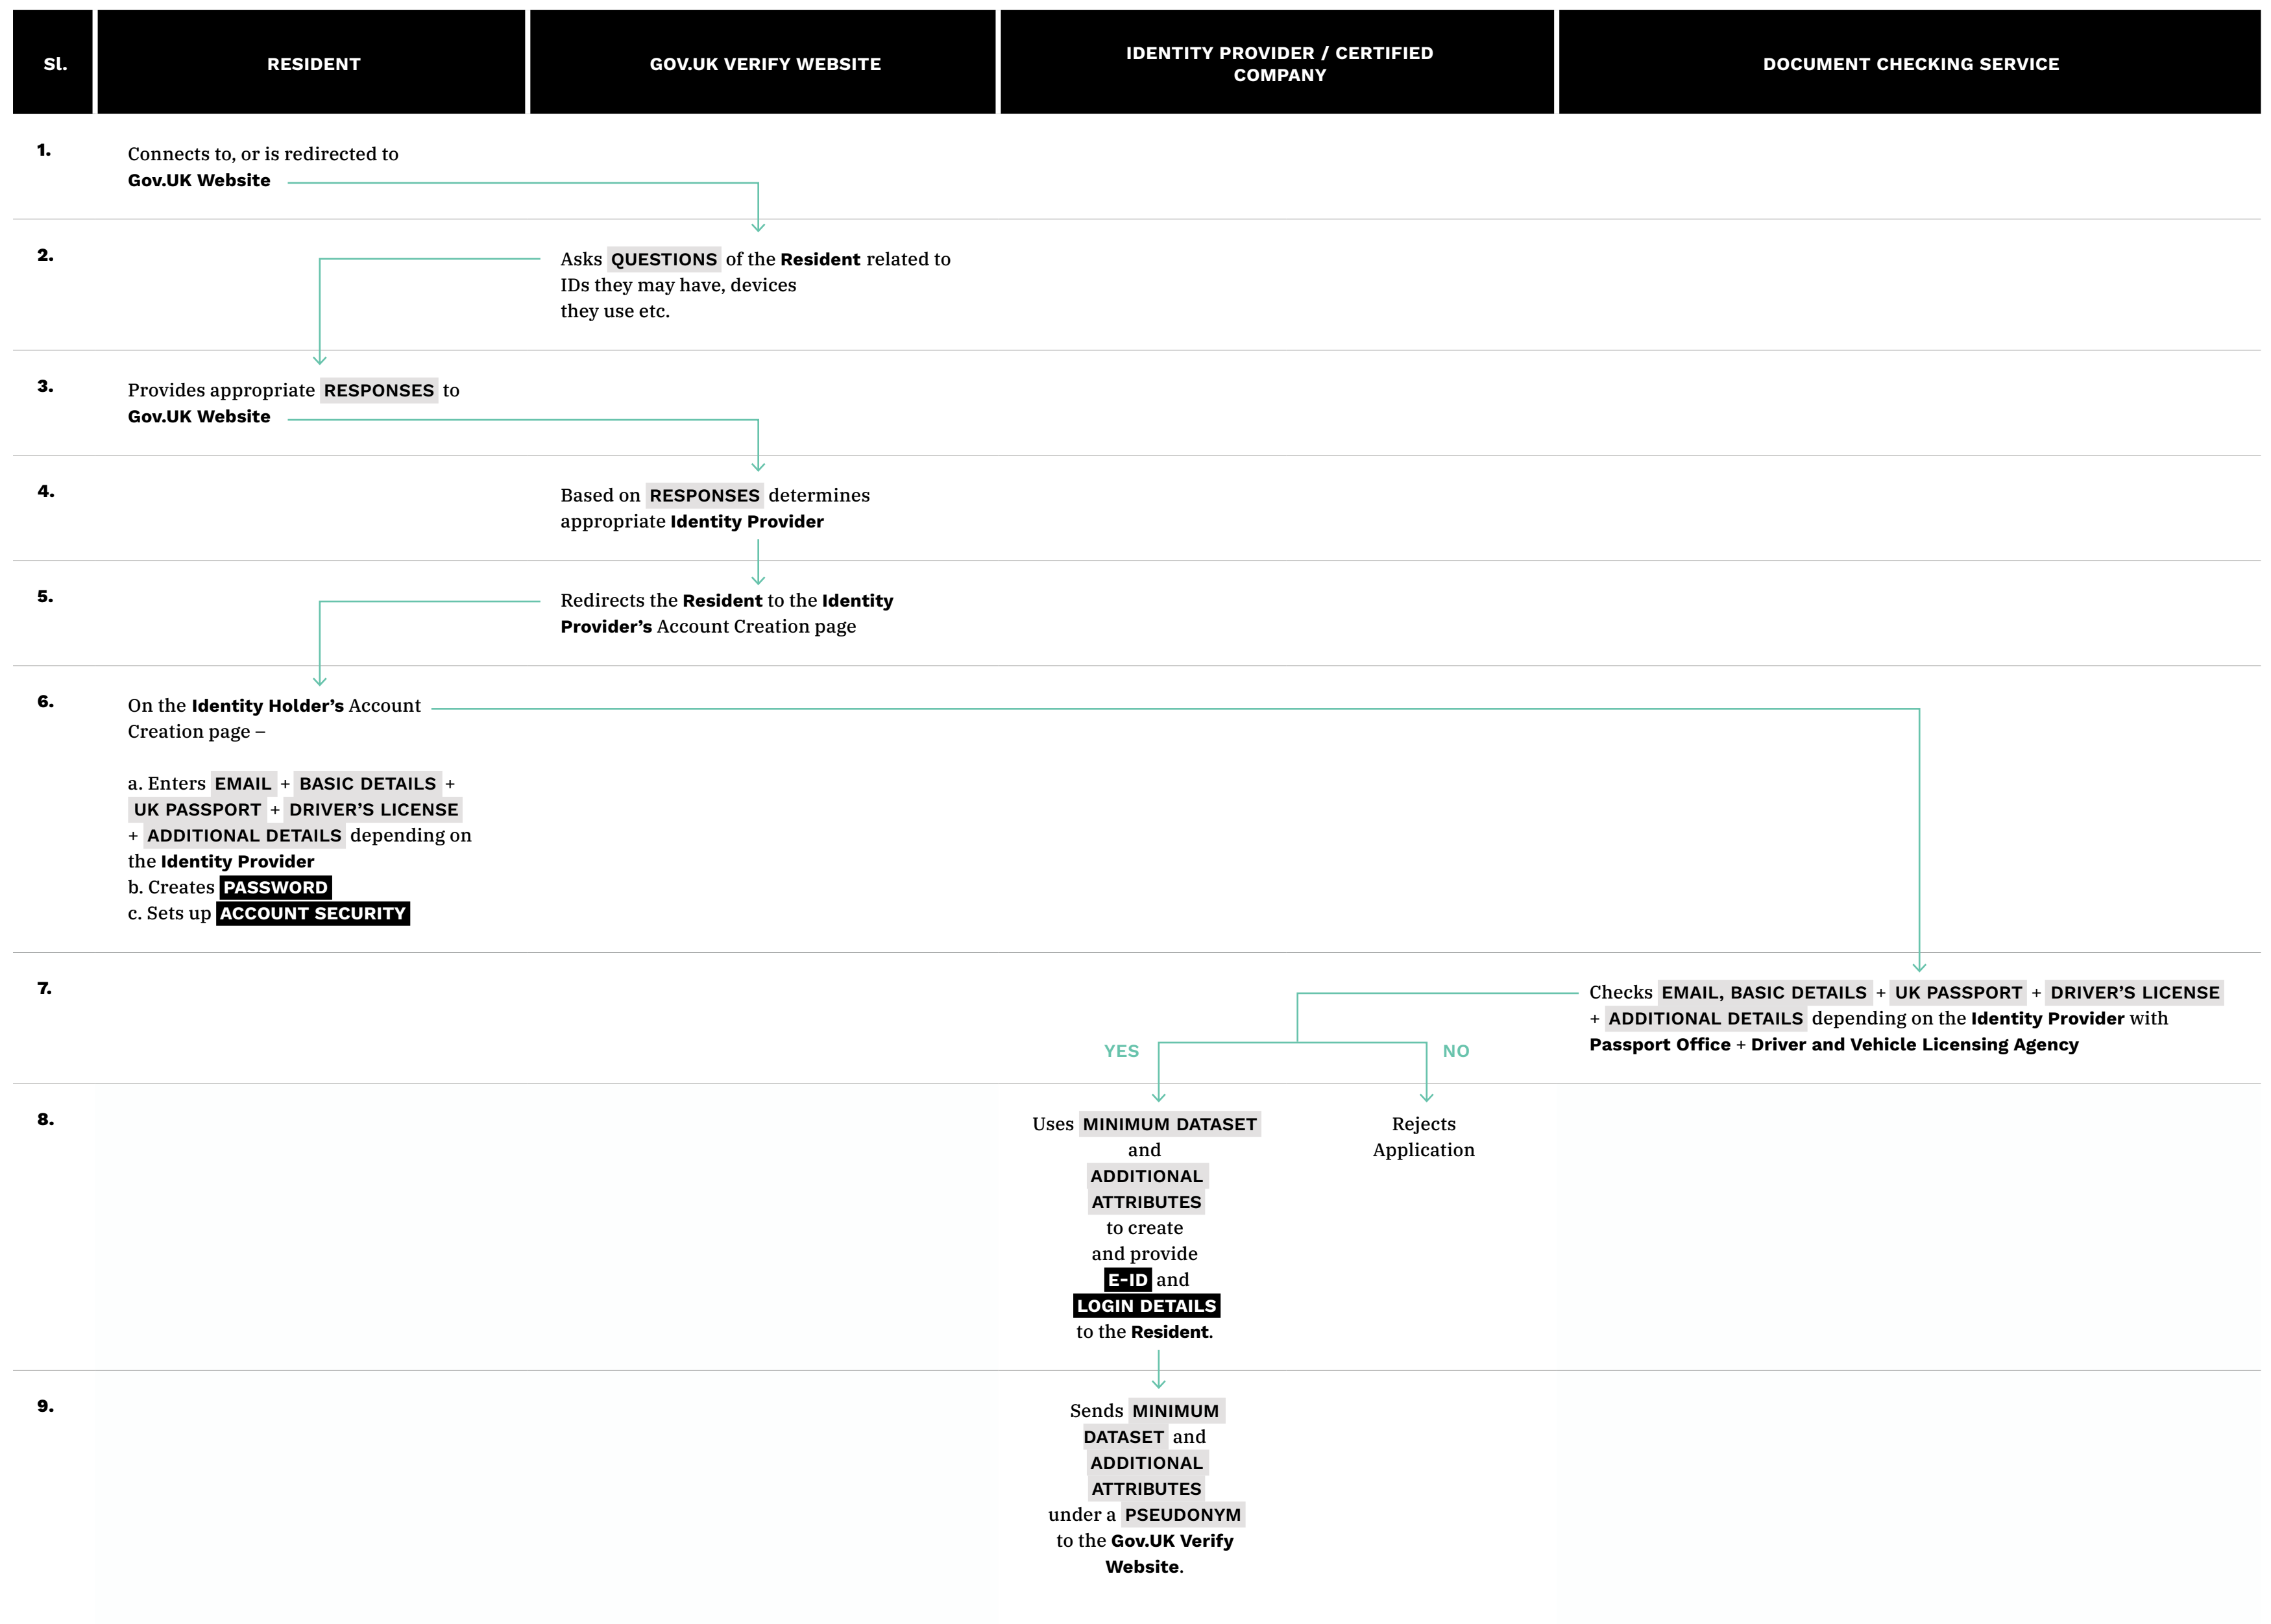 Sl.
RESIDENT
GOV.UK VERIFY WEBSITE
IDENTITY PROVIDER / CERTIFIED
COMPANY
DOCUMENT CHECKING SERVICE
1.
Connects to, or is redirected to
Gov.UK Website
2.
Asks QUESTIONS of the Resident related to
IDs they may have, devices
they use etc.
3.
Provides appropriate RESPONSES to
Gov.UK Website
4.
Based on RESPONSES determines
appropriate Identity Provider
5.
Redirects the Resident to the Identity
Provider’s Account Creation page
6.
On the Identity Holder’s Account
Creation page –
a. Enters EMAIL + BASIC DETAILS +
UK PASSPORT + DRIVER’S LICENSE
+ ADDITIONAL DETAILS depending on
the Identity Provider
b. Creates PASSWORD
c. Sets up ACCOUNT SECURITY
7.
Checks EMAIL, BASIC DETAILS + UK PASSPORT + DRIVER’S LICENSE
+ ADDITIONAL DETAILS depending on the Identity Provider with
Passport Office + Driver and Vehicle Licensing Agency
YES
NO
8.
Uses MINIMUM DATASET
and
ADDITIONAL
ATTRIBUTES
to create
and provide
E-ID and
LOGIN DETAILS
to the Resident.
Rejects
Application
9.
Sends MINIMUM
DATASET and
ADDITIONAL
ATTRIBUTES
under a PSEUDONYM
to the Gov.UK Verify
Website.